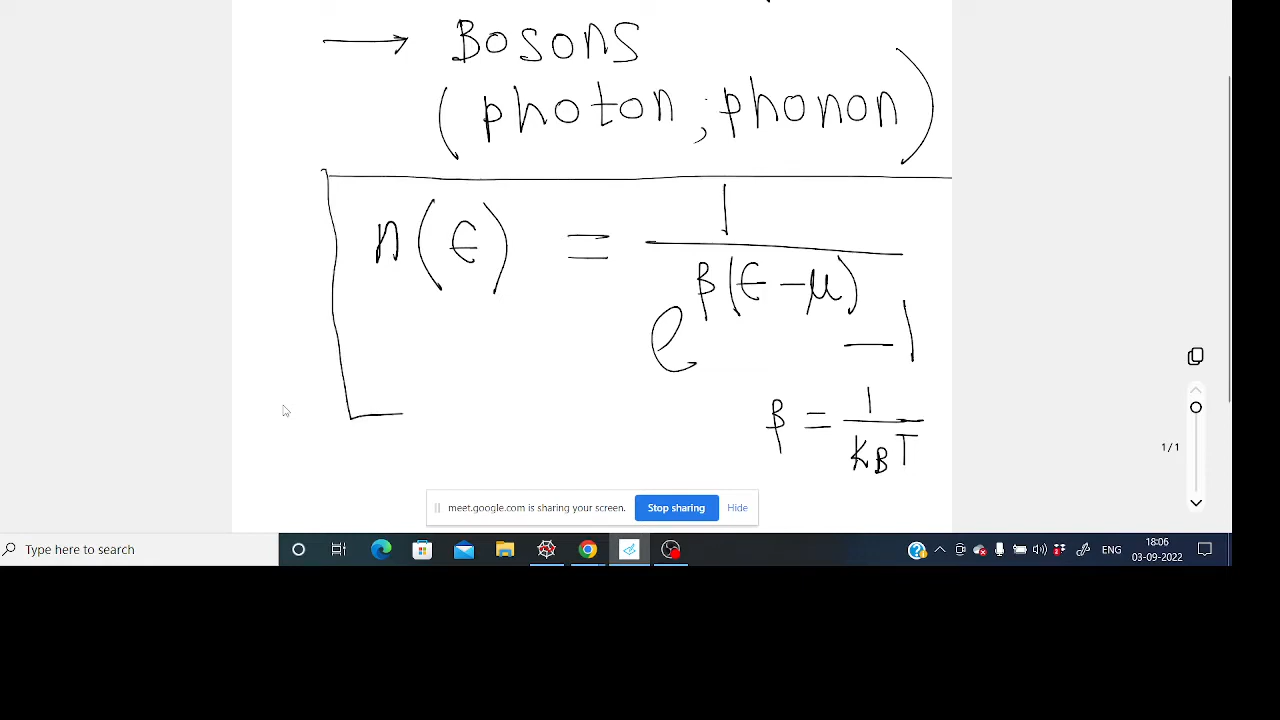 → Bosons
(photon ; phonon)
n(ϵ) = 1 / e^β(ϵ-μ) - 1
β = 1 / K_B T
1/1
meet.google.com is sharing your screen. Stop sharing Hide
Type here to search
ENG 18:06
03-09-2022